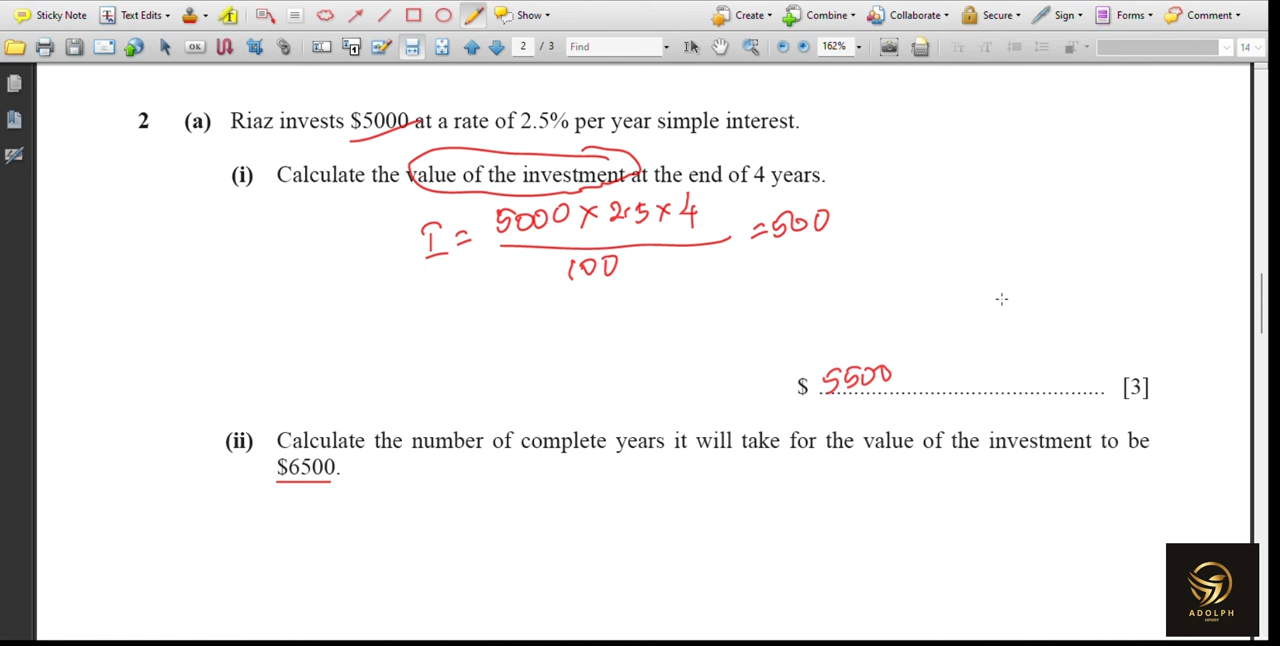 Sticky Note Text Edits Show Create Combine Collaborate Secure Sign Forms Comment
OK 2 / 3 Find 162% 14
2 (a) Riaz invests $5000 at a rate of 2.5% per year simple interest.
(i) Calculate the value of the investment at the end of 4 years.
I = 5000 × 2.5 × 4 = 500
100
$ 5500 [3]
(ii) Calculate the number of complete years it will take for the value of the investment to be
$6500.
ADOLPH